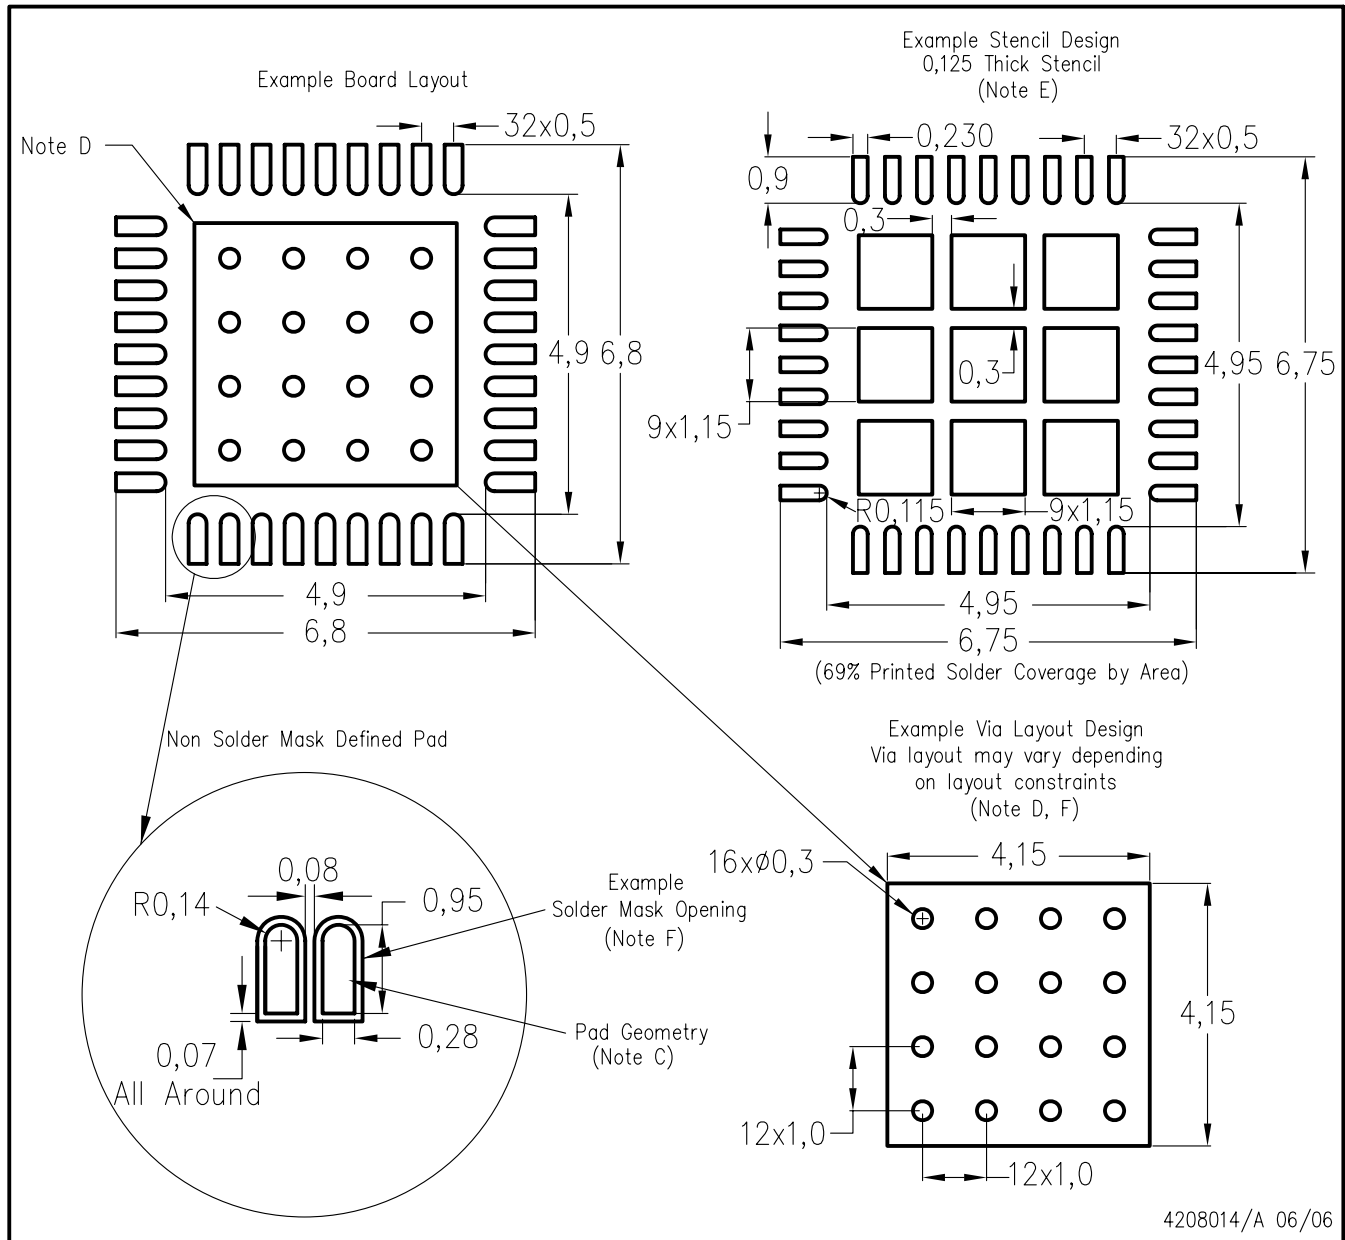 Example Board Layout
Note D
32x0,5
4,9
6,8
4,9
6,8
Example Stencil Design
0,125 Thick Stencil
(Note E)
0,230
32x0,5
0,9
0,3
0,3
9x1,15
4,95
6,75
R0,115
9x1,15
4,95
6,75
(69% Printed Solder Coverage by Area)
Non Solder Mask Defined Pad
0,08
R0,14
0,95
Example
Solder Mask Opening
(Note F)
0,28
Pad Geometry
(Note C)
0,07
All Around
Example Via Layout Design
Via layout may vary depending
on layout constraints
(Note D, F)
16xø0,3
4,15
4,15
12x1,0
12x1,0
4208014/A 06/06